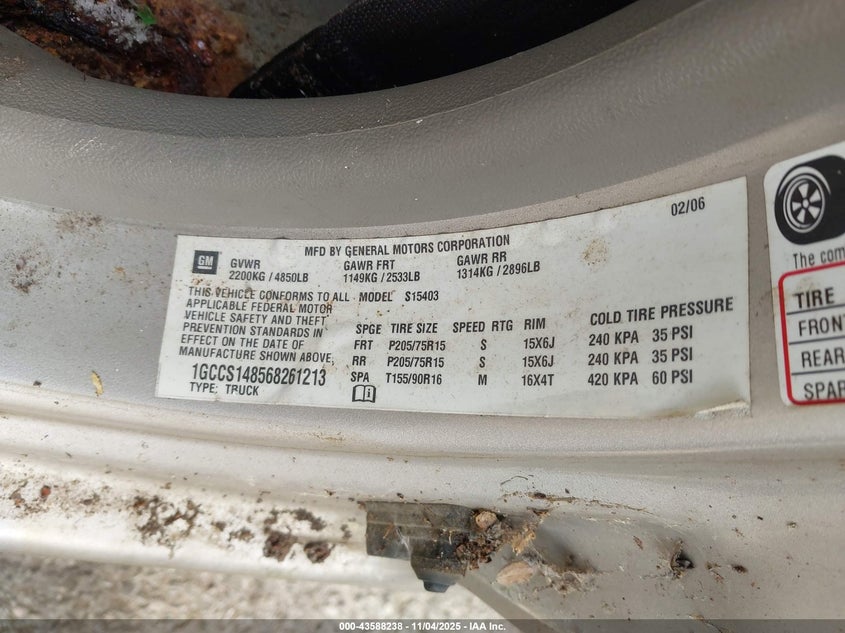 02/06
MFD BY GENERAL MOTORS CORPORATION
GM
GVWR GAWR FRT GAWR RR
2200KG / 4850LB 1149KG / 2533LB 1314KG / 2896LB
THIS VEHICLE CONFORMS TO ALL MODEL S15403
APPLICABLE FEDERAL MOTOR
VEHICLE SAFETY AND THEFT
PREVENTION STANDARDS IN
EFFECT ON THE DATE OF
MANUFACTURE SHOWN ABOVE.
1GCCS148568261213
TYPE: TRUCK
SPGE TIRE SIZE SPEED RTG RIM COLD TIRE PRESSURE
FRT P205/75R15 S 15X6J 240 KPA 35 PSI
RR P205/75R15 S 15X6J 240 KPA 35 PSI
SPA T155/90R16 M 16X4T 420 KPA 60 PSI
The com
TIRE
FRON
REAR
SPAR
000-43588238 - 11/04/2025 - IAA Inc.